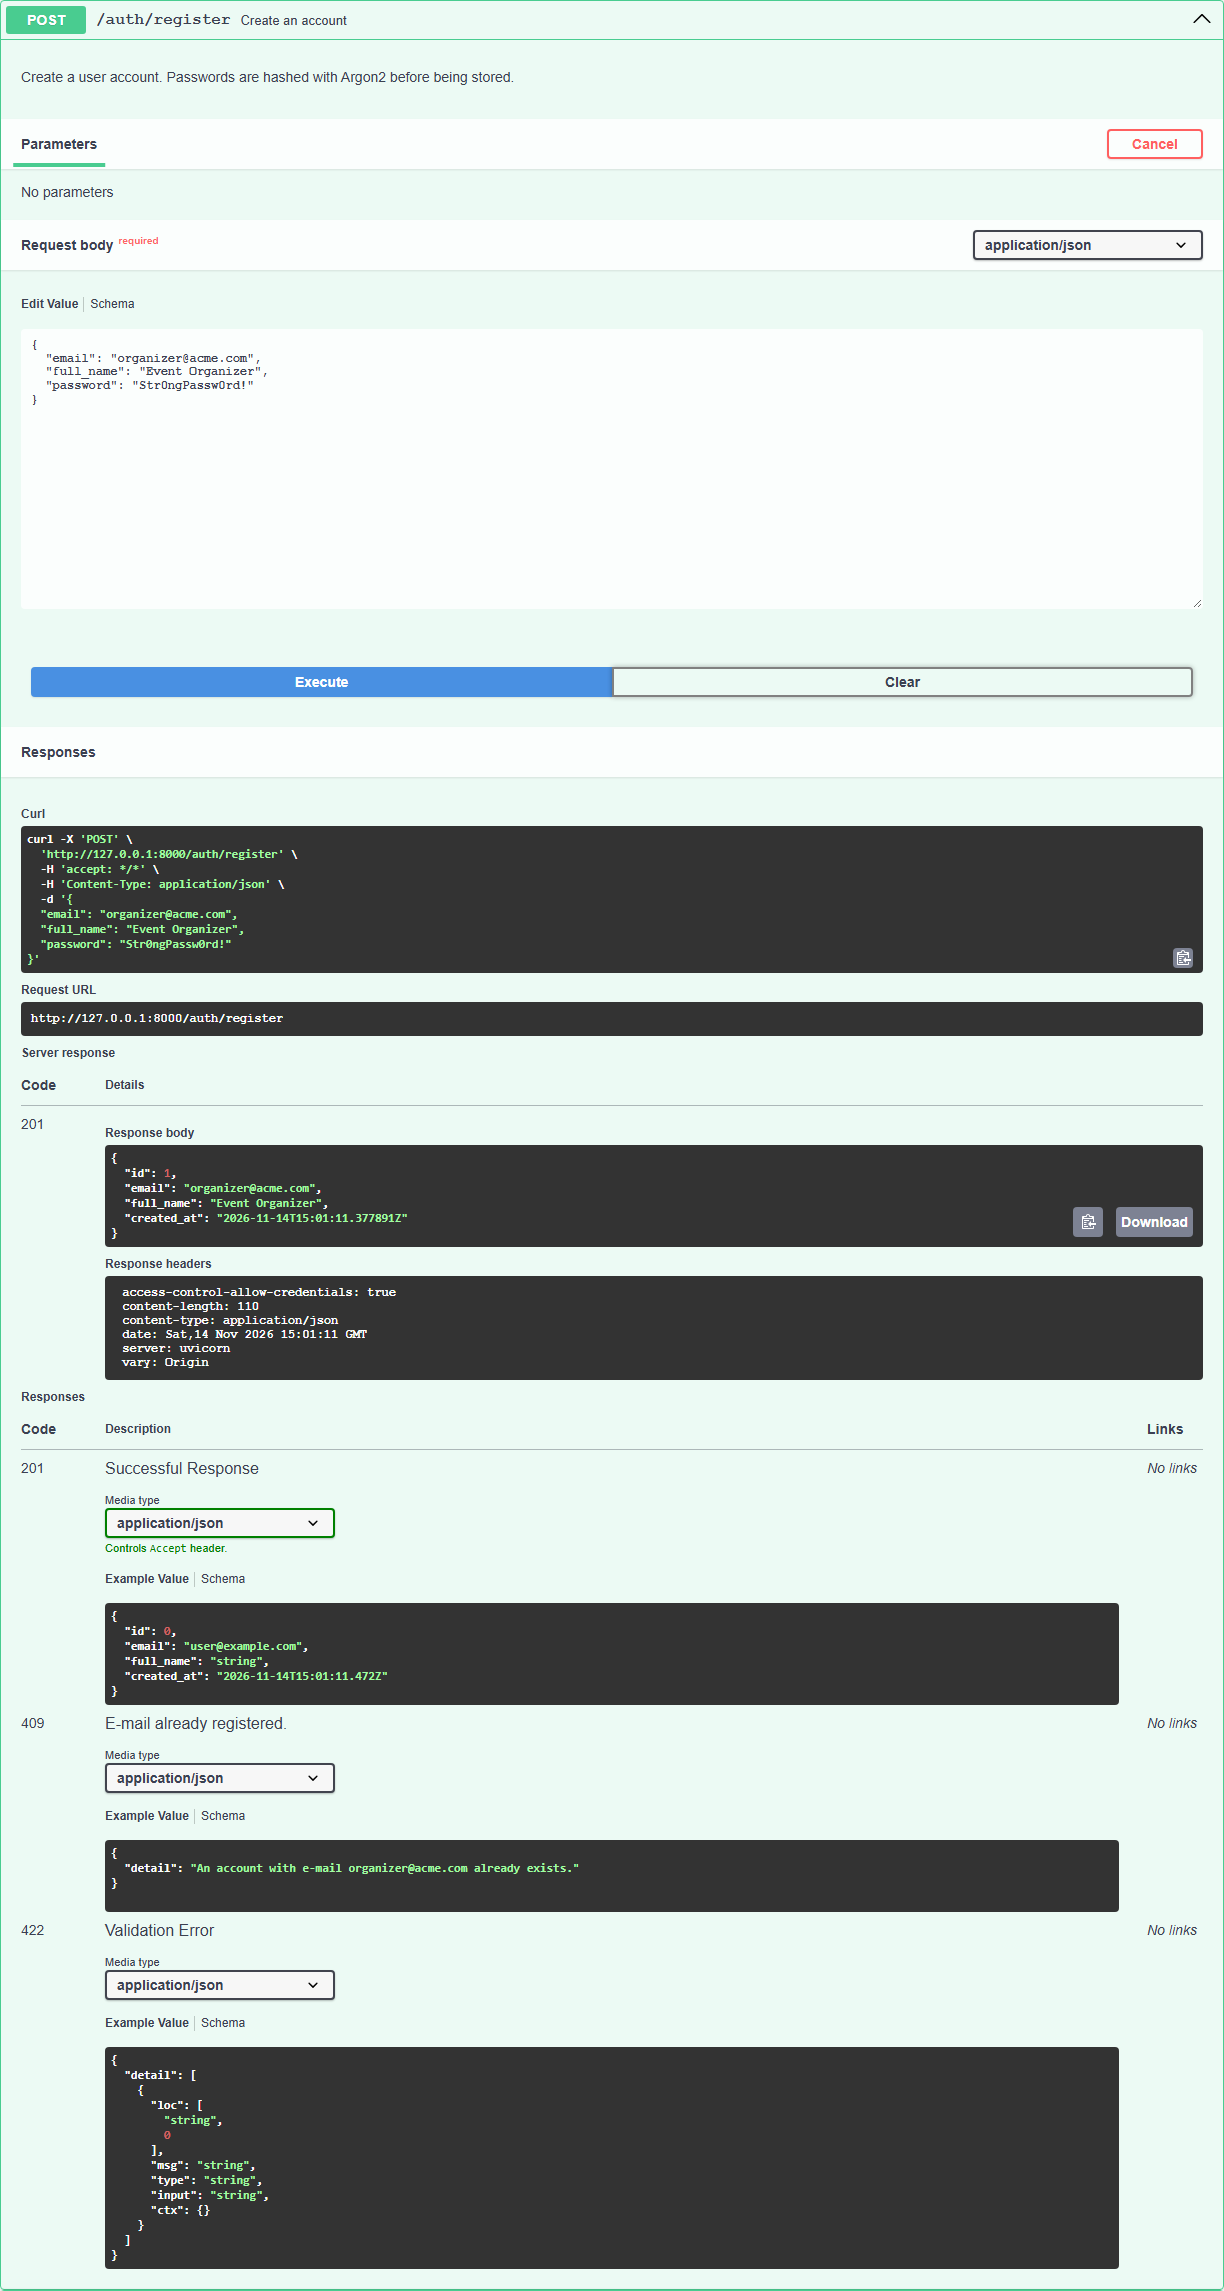 POST /auth/register Create an account
Create a user account. Passwords are hashed with Argon2 before being stored.
Parameters
Cancel
No parameters
Request body required
application/json
Edit Value Schema
{
  "email": "organizer@acme.com",
  "full_name": "Event Organizer",
  "password": "Str0ngPassw0rd!"
}
Execute
Clear
Responses
Curl
curl -X 'POST' \
  'http://127.0.0.1:8000/auth/register' \
  -H 'accept: */*' \
  -H 'Content-Type: application/json' \
  -d '{
  "email": "organizer@acme.com",
  "full_name": "Event Organizer",
  "password": "Str0ngPassw0rd!"
}'
Request URL
http://127.0.0.1:8000/auth/register
Server response
Code Details
201
Response body
{
  "id": 1,
  "email": "organizer@acme.com",
  "full_name": "Event Organizer",
  "created_at": "2026-11-14T15:01:11.377891Z"
}
Download
Response headers
access-control-allow-credentials: true
content-length: 110
content-type: application/json
date: Sat,14 Nov 2026 15:01:11 GMT
server: uvicorn
vary: Origin
Responses
Code Description Links
201 Successful Response No links
Media type
application/json
Controls Accept header.
Example Value Schema
{
  "id": 0,
  "email": "user@example.com",
  "full_name": "string",
  "created_at": "2026-11-14T15:01:11.472Z"
}
409 E-mail already registered. No links
Media type
application/json
Example Value Schema
{
  "detail": "An account with e-mail organizer@acme.com already exists."
}
422 Validation Error No links
Media type
application/json
Example Value Schema
{
  "detail": [
    {
      "loc": [
        "string",
        0
      ],
      "msg": "string",
      "type": "string",
      "input": "string",
      "ctx": {}
    }
  ]
}